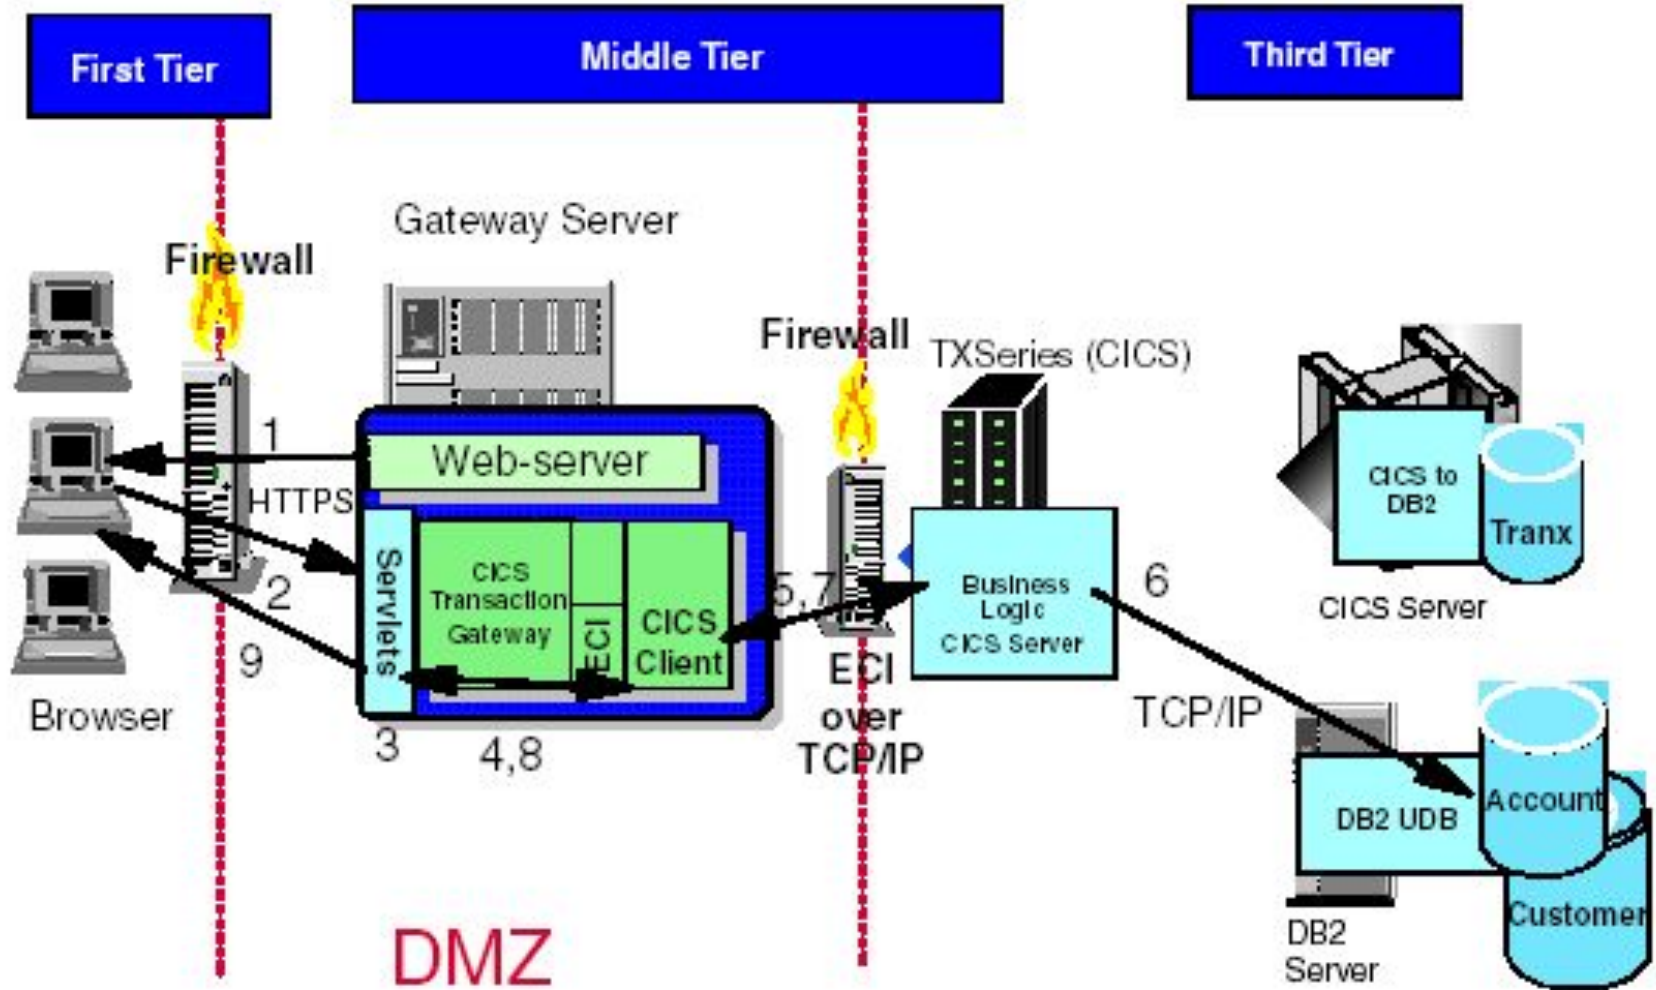 First Tier
Middle Tier
Third Tier
Gateway Server
Firewall
Firewall
TXSeries (CICS)
1
Web-server
HTTPS
CICS to
DB2
Tranx
Servlets
CICS
Transaction
Gateway
ECI
CICS
Client
5,7
Business
Logic
CICS Server
6
2
CICS Server
9
ECI
over
TCP/IP
TCP/IP
Browser
3
4,8
Account
DB2 UDB
Customer
DMZ
DB2
Server